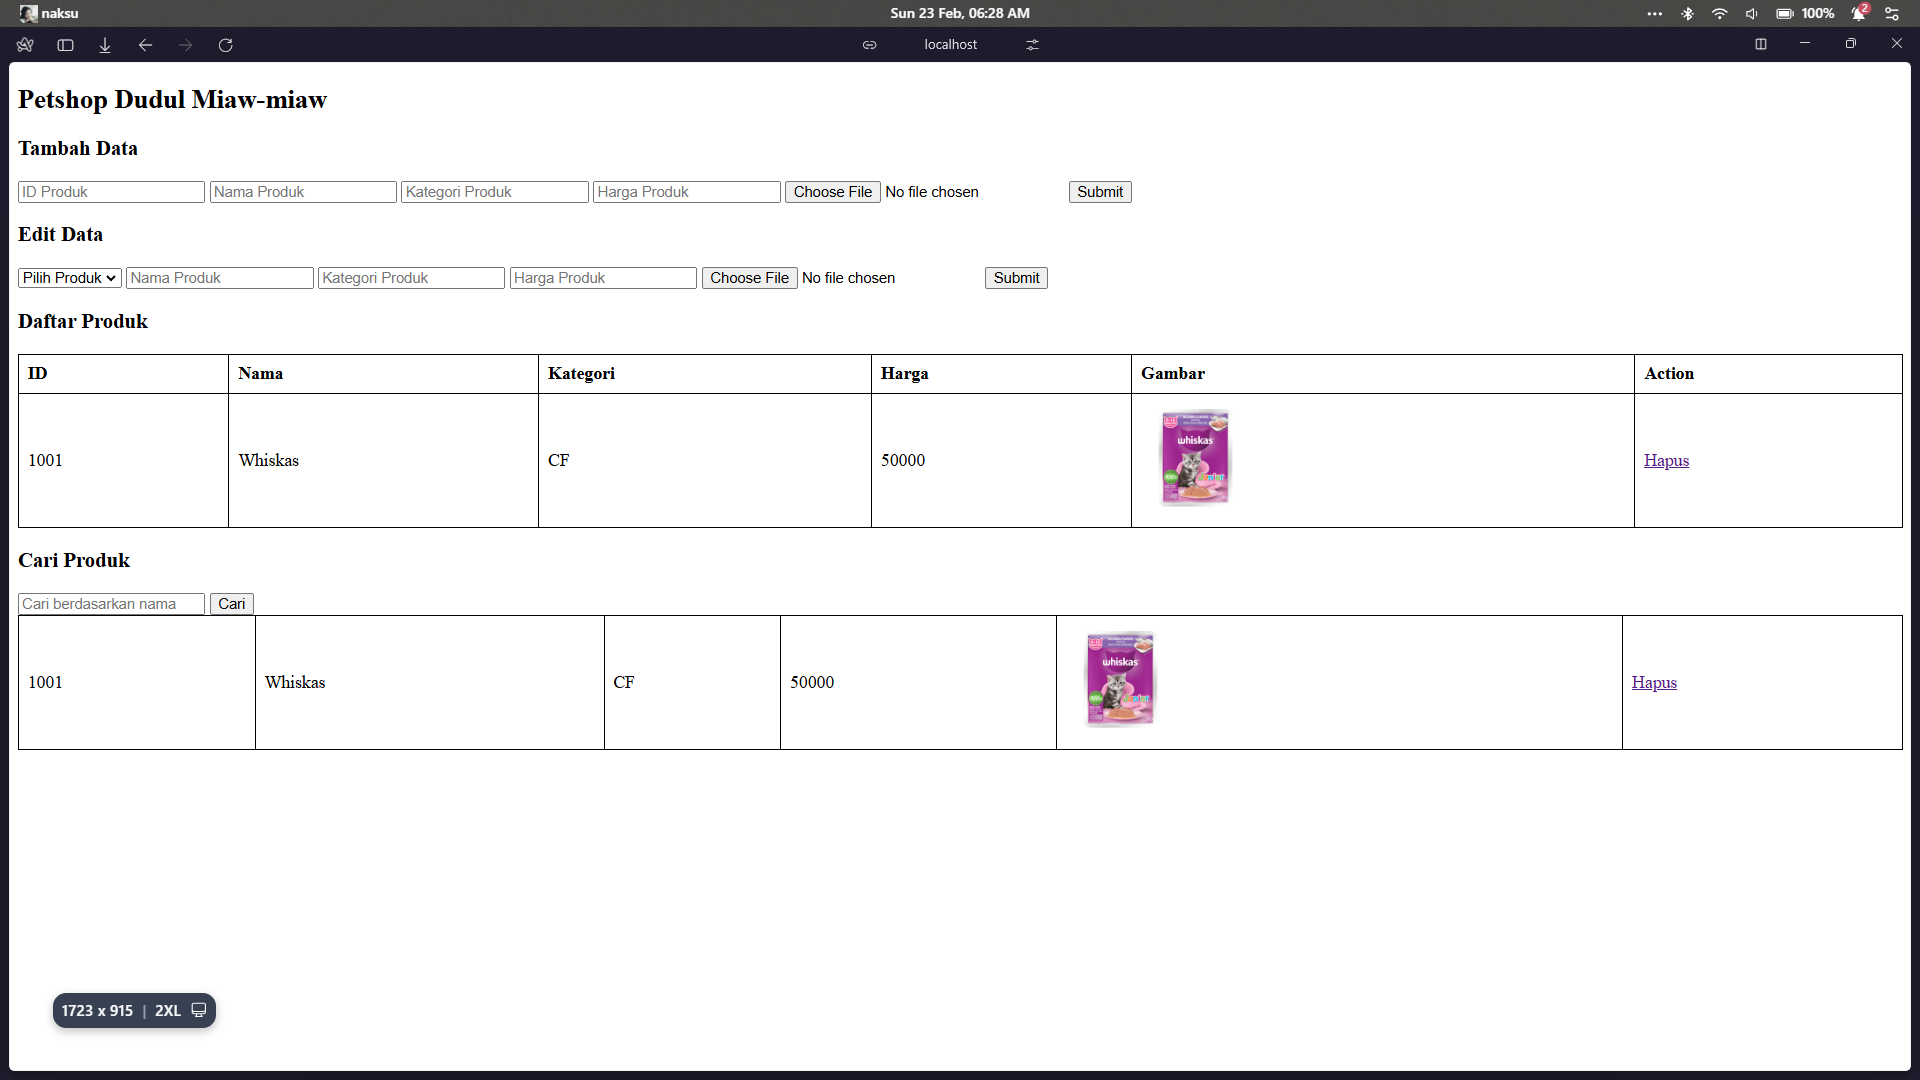 naksu Sun 23 Feb, 06:28 AM 100% 2
localhost
Petshop Dudul Miaw-miaw
Tambah Data
ID Produk Nama Produk Kategori Produk Harga Produk Choose File No file chosen Submit
Edit Data
Pilih Produk Nama Produk Kategori Produk Harga Produk Choose File No file chosen Submit
Daftar Produk
ID Nama Kategori Harga Gambar Action
whiskas
1001 Whiskas CF 50000 Hapus
Cari Produk
Cari berdasarkan nama Cari
whiskas
1001 Whiskas CF 50000 Hapus
1723 x 915 | 2XL